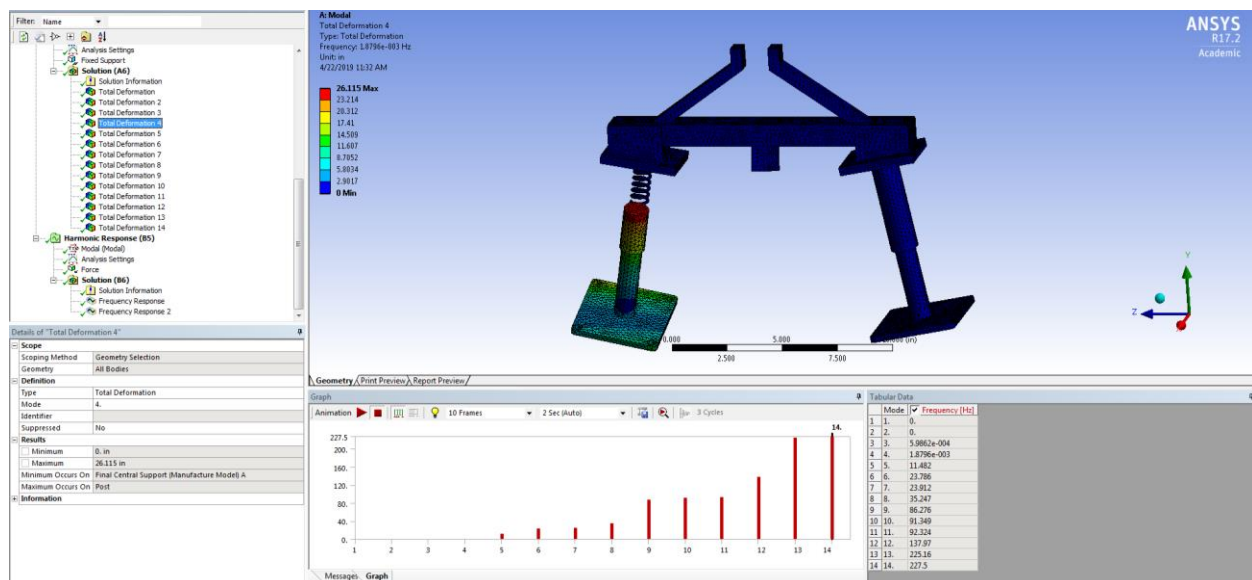 Filter: Name
Analysis Settings
Fixed Support
Solution (A6)
Solution Information
Total Deformation
Total Deformation 2
Total Deformation 3
Total Deformation 4
Total Deformation 5
Total Deformation 6
Total Deformation 7
Total Deformation 8
Total Deformation 9
Total Deformation 10
Total Deformation 11
Total Deformation 12
Total Deformation 13
Total Deformation 14
Harmonic Response (B5)
Modal (Modal)
Analysis Settings
Force
Solution (B6)
Solution Information
Frequency Response
Frequency Response 2
Details of "Total Deformation 4"
Scope
Scoping Method Geometry Selection
Geometry All Bodies
Definition
Type Total Deformation
Mode 4.
Identifier
Suppressed No
Results
Minimum 0. in
Maximum 26.115 in
Minimum Occurs On Final Central Support (Manufacture Model) A
Maximum Occurs On Post
Information
A: Modal
Total Deformation 4
Type: Total Deformation
Frequency: 1.8796e-003 Hz
Unit: in
4/22/2019 11:32 AM
26.115 Max
23.214
20.312
17.41
14.509
11.607
8.7052
5.8034
2.9017
0 Min
ANSYS
R17.2
Academic
Y
Z
0.000 5.000 (in)
2.500 7.500
Geometry Print Preview Report Preview
Graph
Animation 10 Frames 2 Sec (Auto) 3 Cycles
14.
227.5
200.
160.
120.
80.
40.
0.
1 2 3 4 5 6 7 8 9 10 11 12 13 14
Messages Graph
Tabular Data
Mode Frequency [Hz]
1 1. 0.
2 2. 0.
3 3. 5.9862e-004
4 4. 1.8796e-003
5 5. 11.482
6 6. 23.786
7 7. 23.912
8 8. 35.247
9 9. 86.276
10 10. 91.349
11 11. 92.324
12 12. 137.97
13 13. 225.16
14 14. 227.5